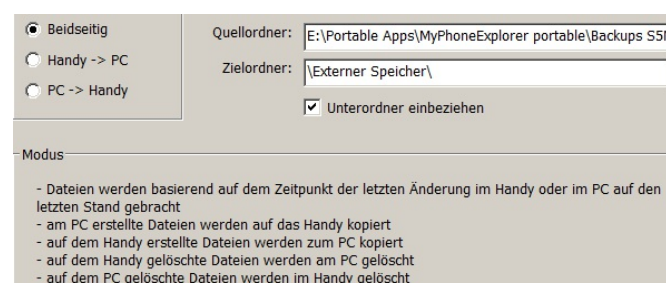 Beidseitig
Handy -> PC
PC -> Handy
Quellordner: E:\Portable Apps\MyPhoneExplorer portable\Backups
Zielordner: \Externer Speicher\
Unterordner einbeziehen
Modus
- Dateien werden basierend auf dem Zeitpunkt der letzten Änderung im Handy oder im PC auf den
letzten Stand gebracht
- am PC erstellte Dateien werden auf das Handy kopiert
- auf dem Handy erstellte Dateien werden zum PC kopiert
- auf dem Handy gelöschte Dateien werden am PC gelöscht
- auf dem PC gelöschte Dateien werden im Handy gelöscht